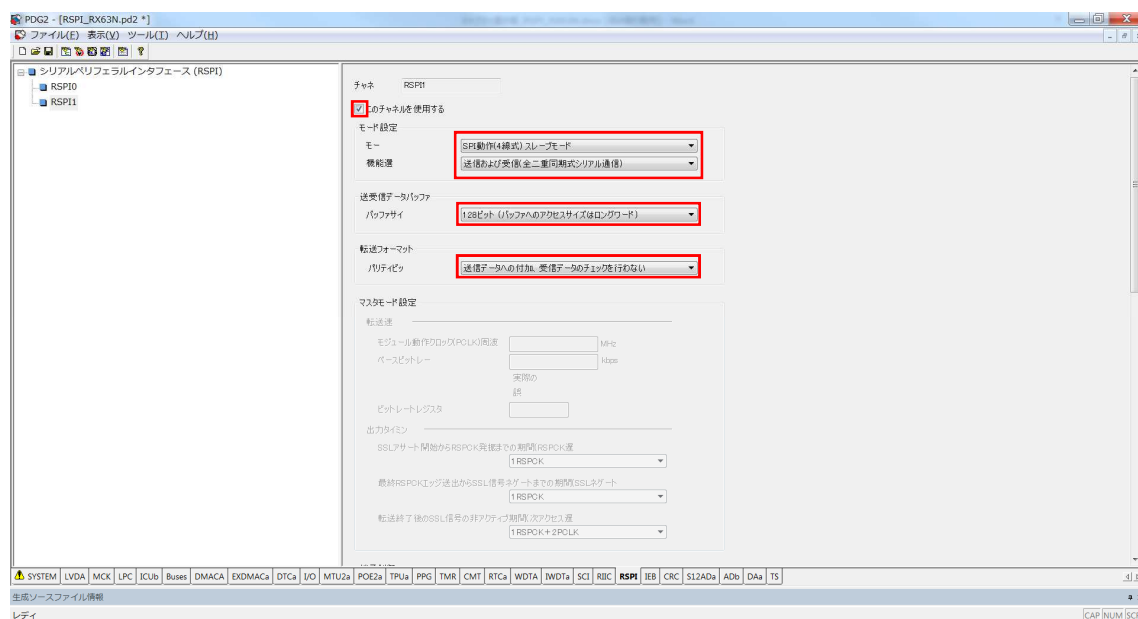 PDG2 - [RSPI_RX63N.pd2 *]
ファイル(F) 表示(V) ツール(T) ヘルプ(H)
シリアルペリフェラルインタフェース (RSPI)
RSPI0
RSPI1
チャネ RSPI1
このチャネルを使用する
モード設定
モー SPI動作(4線式) スレーブモード
機能選 送信および受信(全二重同期式シリアル通信)
送受信データバッファ
バッファサイ 128ビット (バッファへのアクセスサイズはロングワード)
転送フォーマット
パリティビッ 送信データへの付加、受信データのチェックを行わない
マスタモード設定
転送速
モジュール動作クロック(PCLK)周波 MHz
ベースビットレー kbps
実際の
誤
ビットレートレジスタ
出力タイミン
SSLアサート開始からRSPCK発振までの期間(RSPCK遅
1 RSPCK
最終RSPCKエッジ送出からSSL信号ネゲートまでの期間(SSLネゲート
1 RSPCK
転送終了後のSSL信号の非アクティブ期間(次アクセス遅
1 RSPCK + 2PCLK
SYSTEM LVDA MCK LPC ICUb Buses DMACA EXDMACa DTCa I/O MTU2a POE2a TPUa PPG TMR CMT RTCa WDTA IWDTa SCI RIIC RSPI IEB CRC S12ADa ADb DAa TS
生成ソースファイル情報
レディ CAP NUM SCR